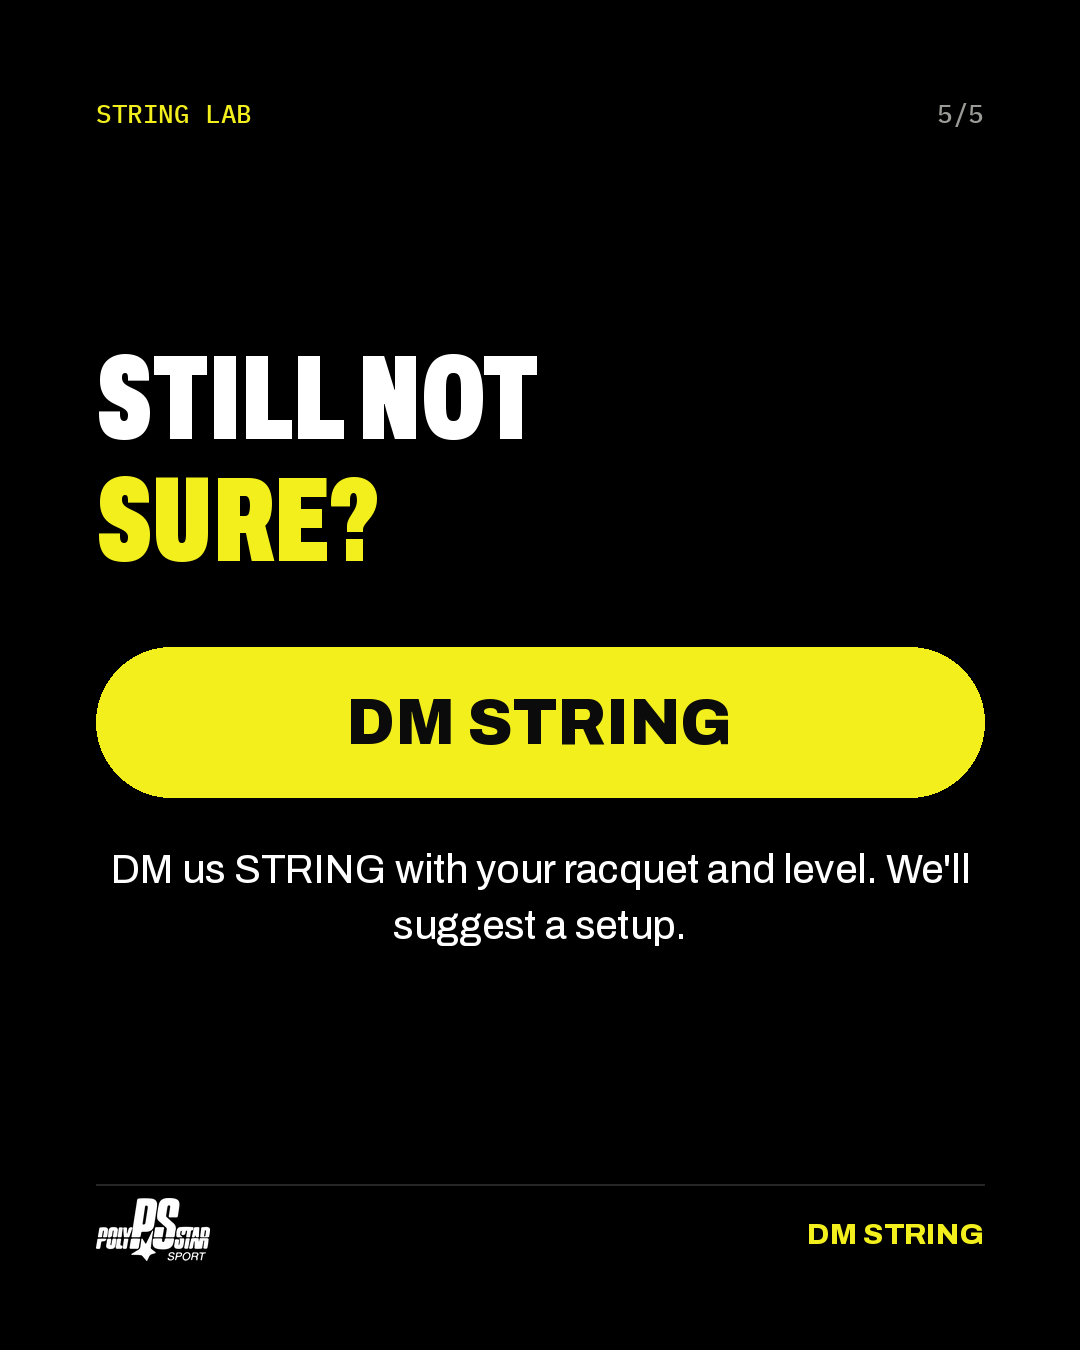 STRING LAB
5/5
STILL NOT
SURE?
DM STRING
DM us STRING with your racquet and level. We'll
suggest a setup.
POLY PS STAR
SPORT
DM STRING